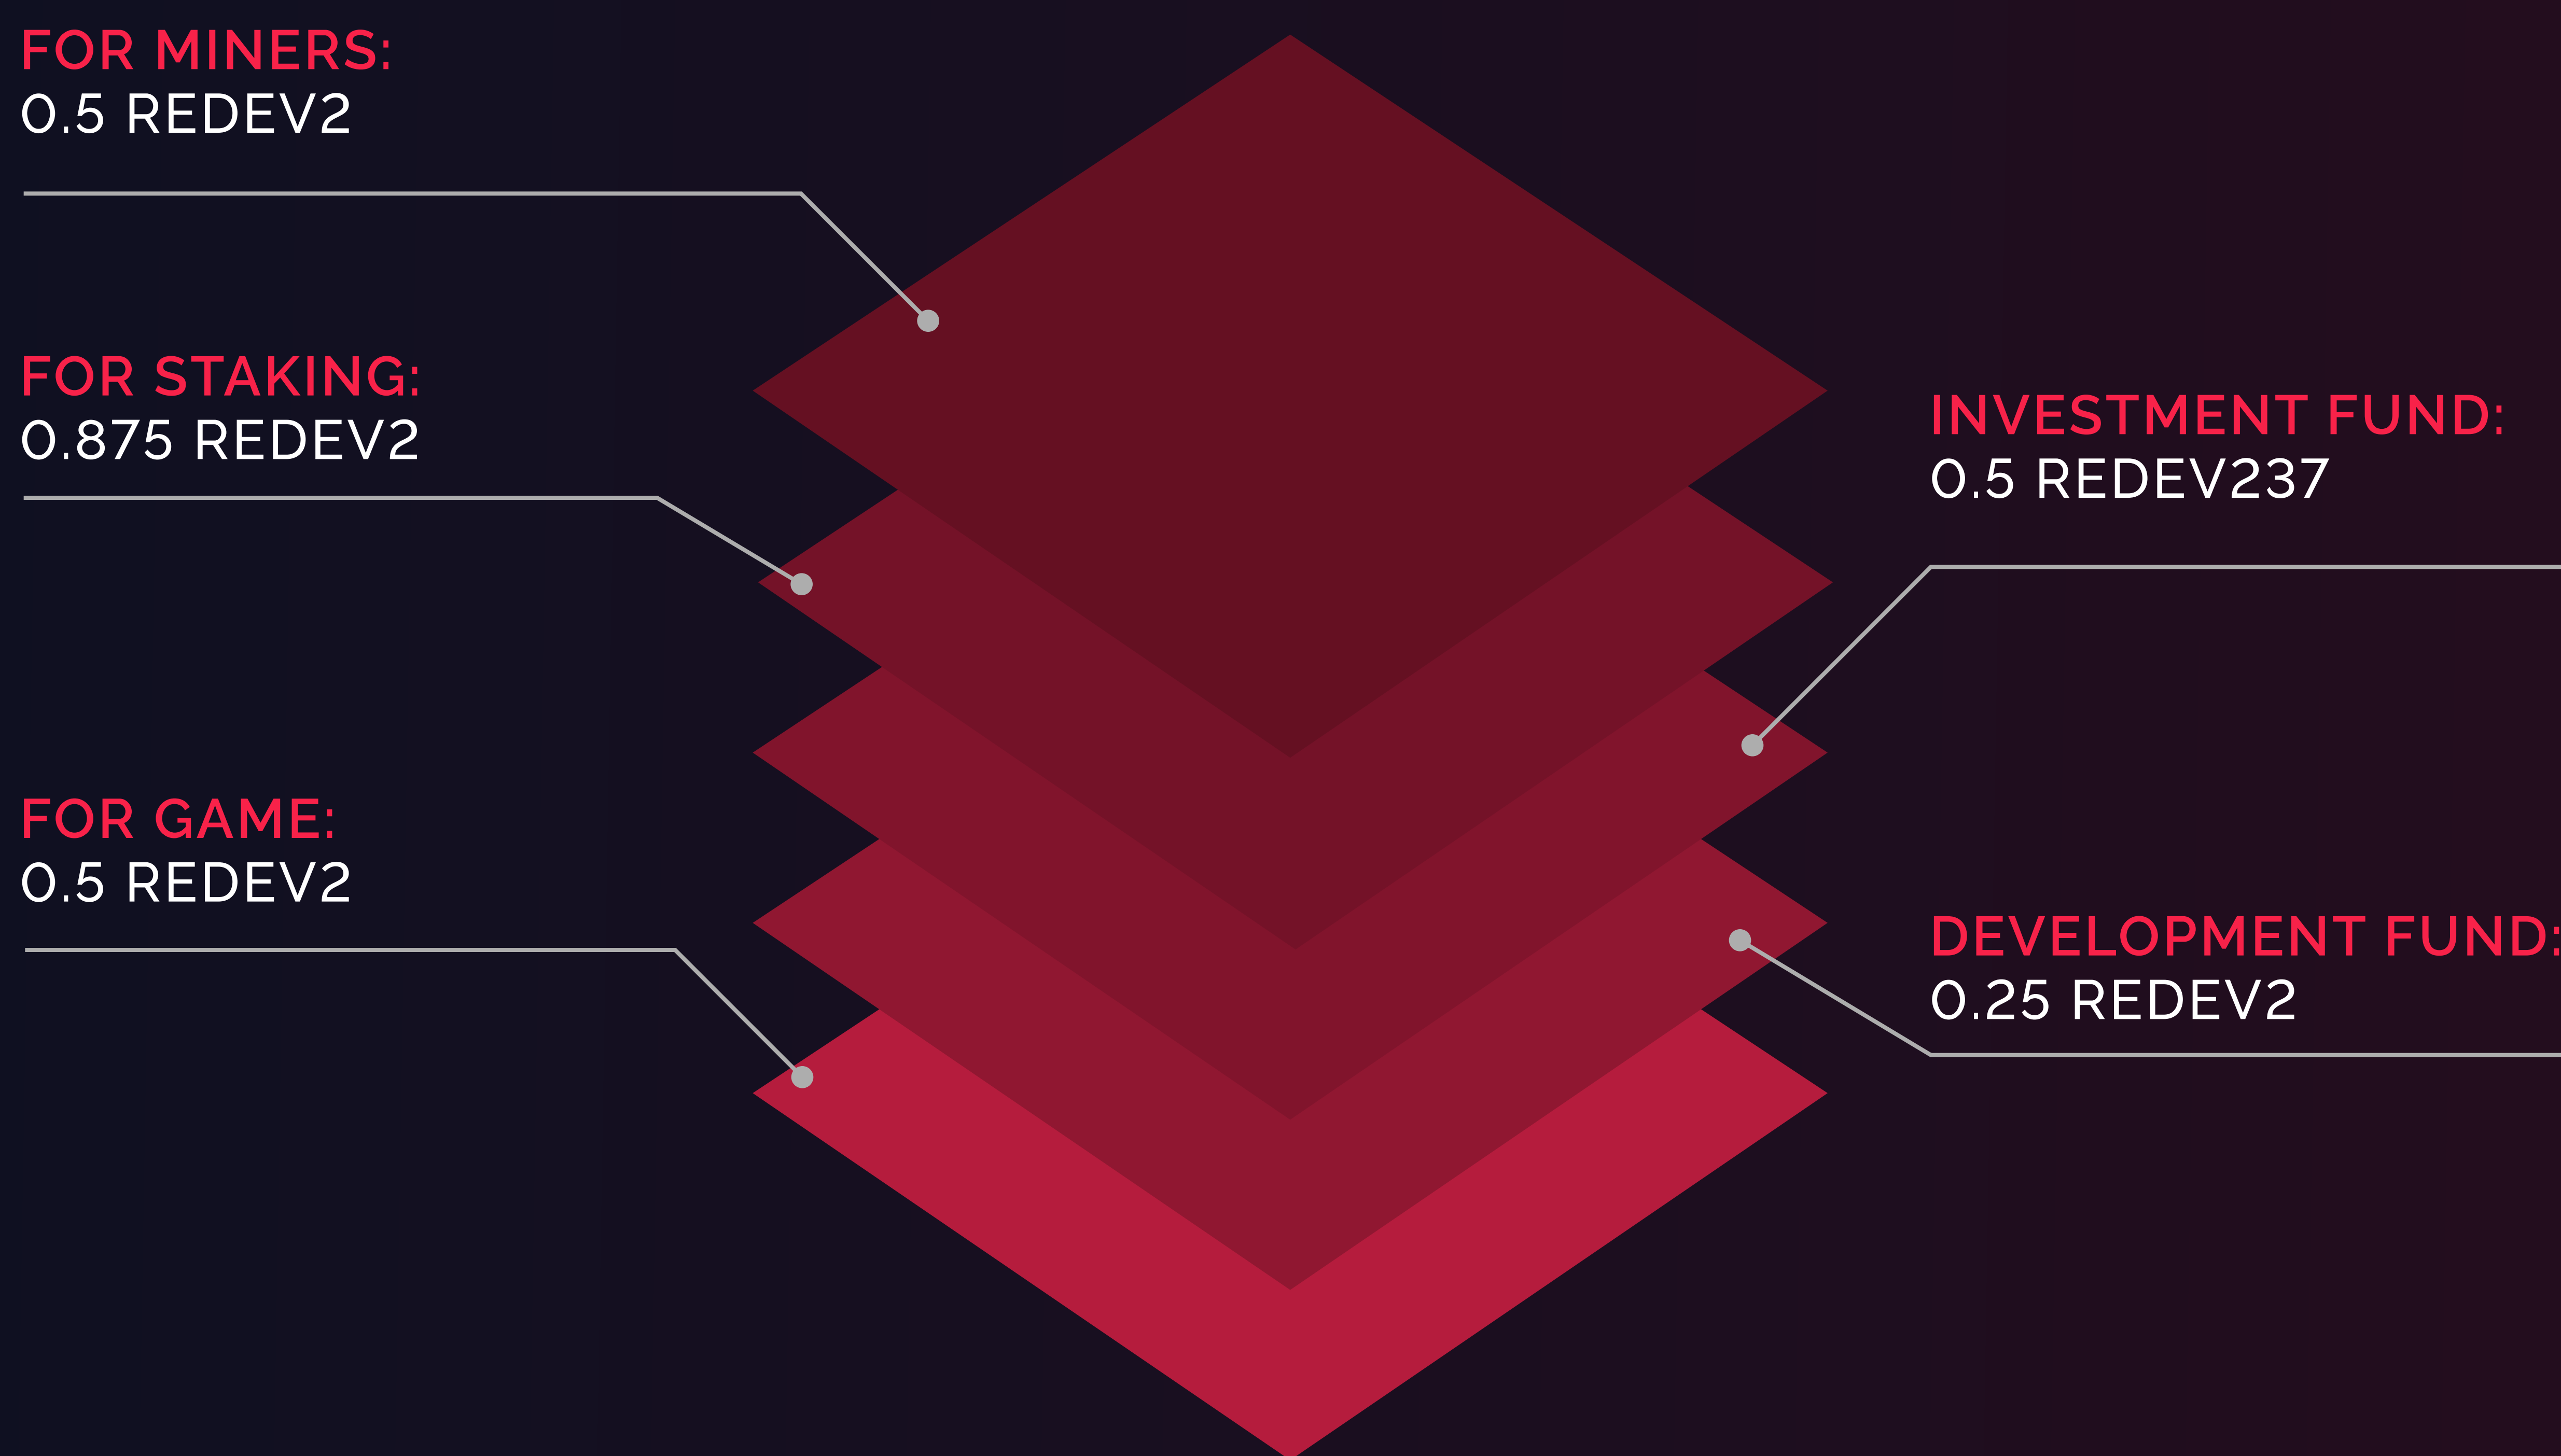 FOR MINERS:
0.5 REDEV2
FOR STAKING:
0.875 REDEV2
INVESTMENT FUND:
0.5 REDEV237
FOR GAME:
0.5 REDEV2
DEVELOPMENT FUND:
0.25 REDEV2